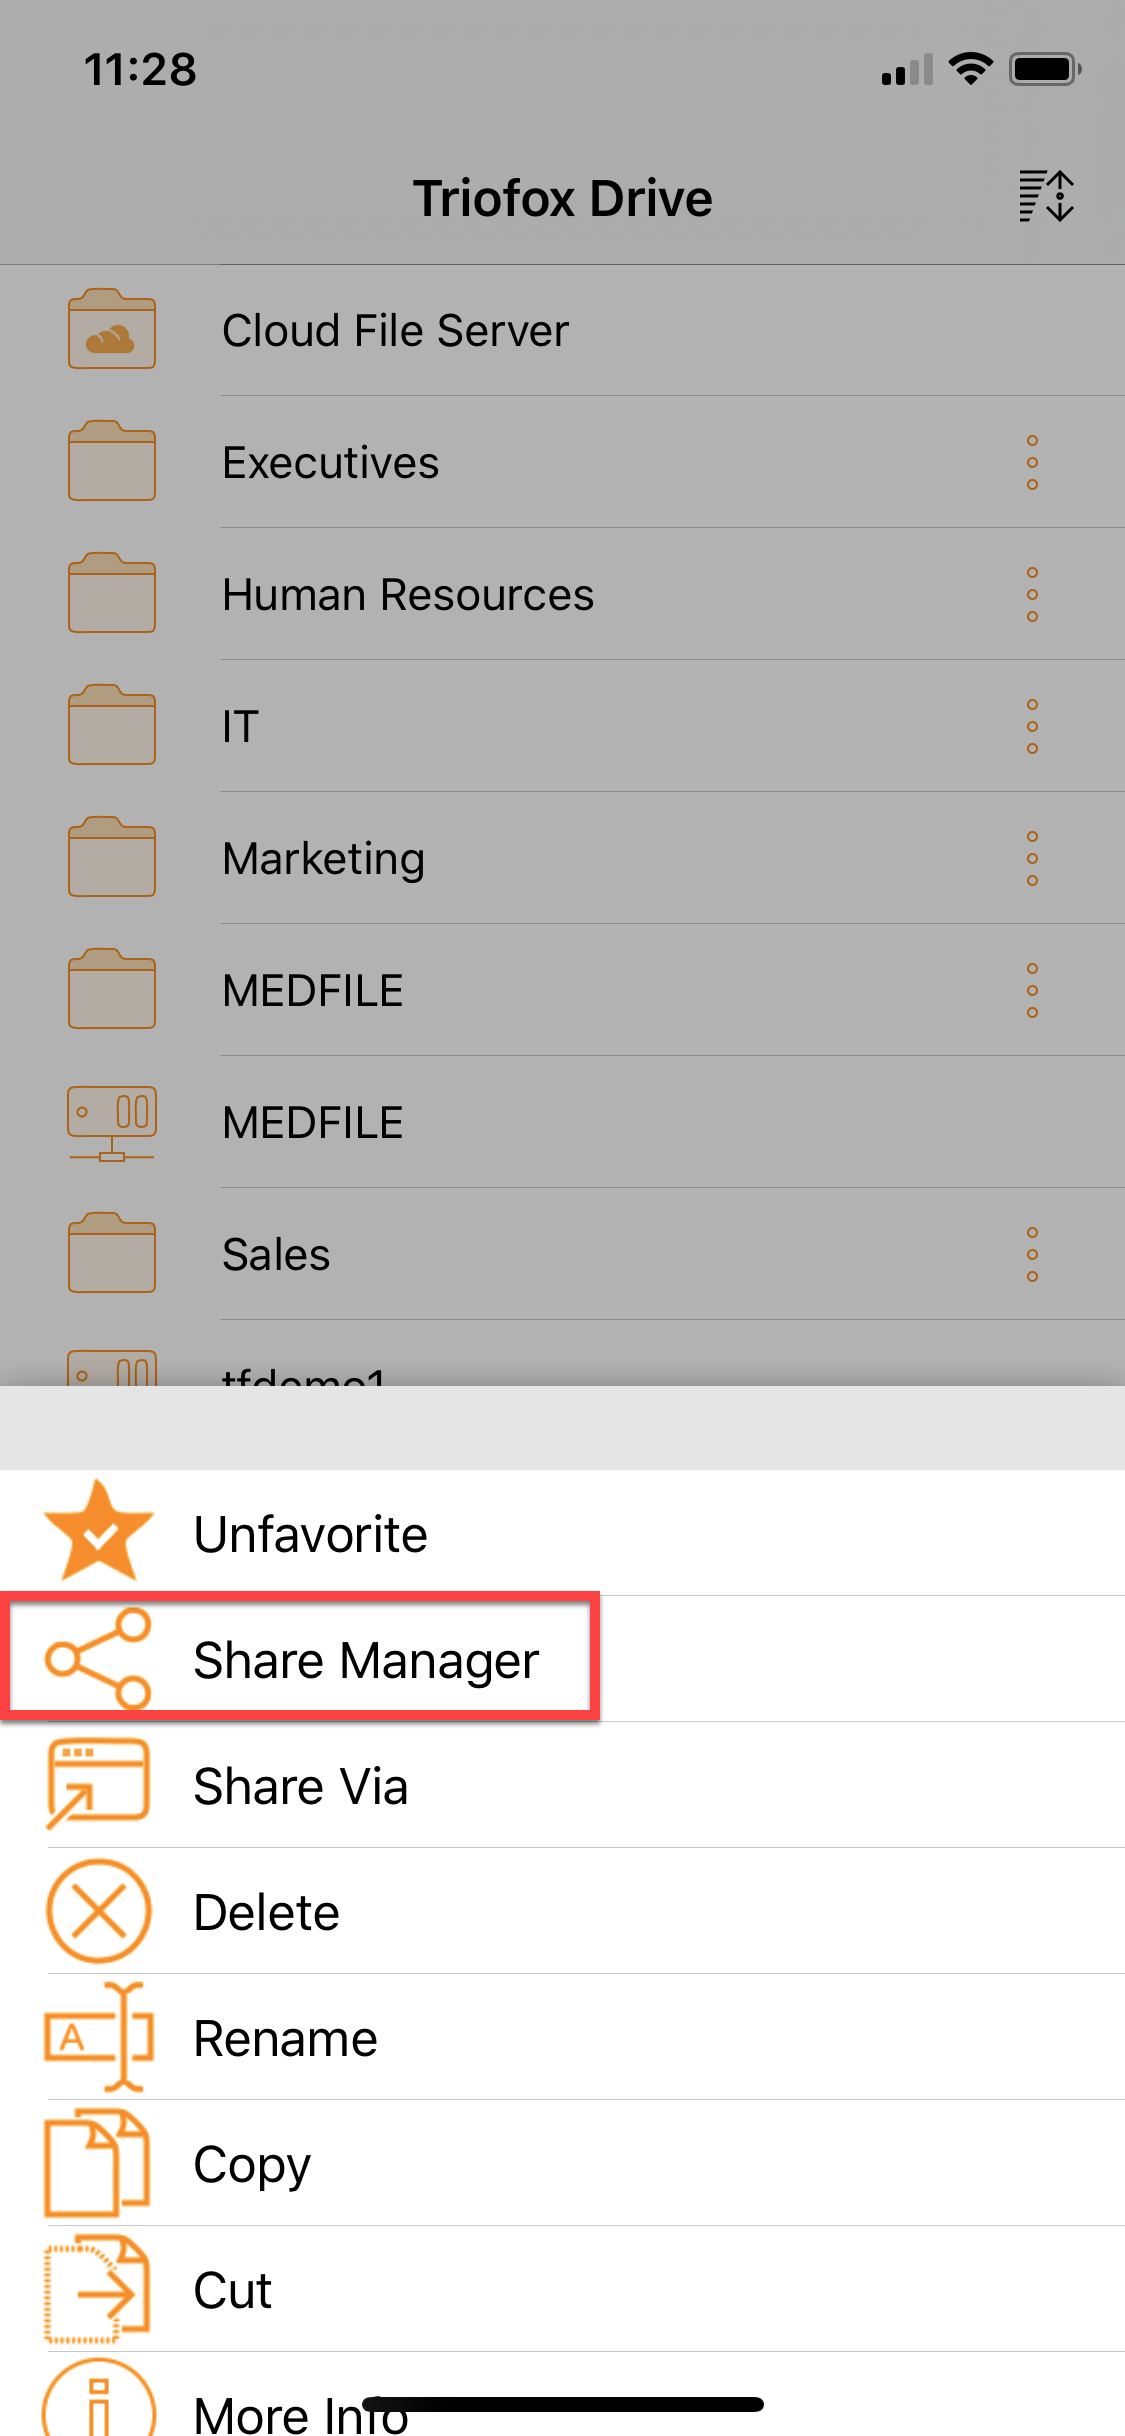 11:28
Triofox Drive
Cloud File Server
Executives
Human Resources
IT
Marketing
MEDFILE
MEDFILE
Sales
tfdemo1
Unfavorite
Share Manager
Share Via
Delete
A
Rename
Copy
Cut
More Info